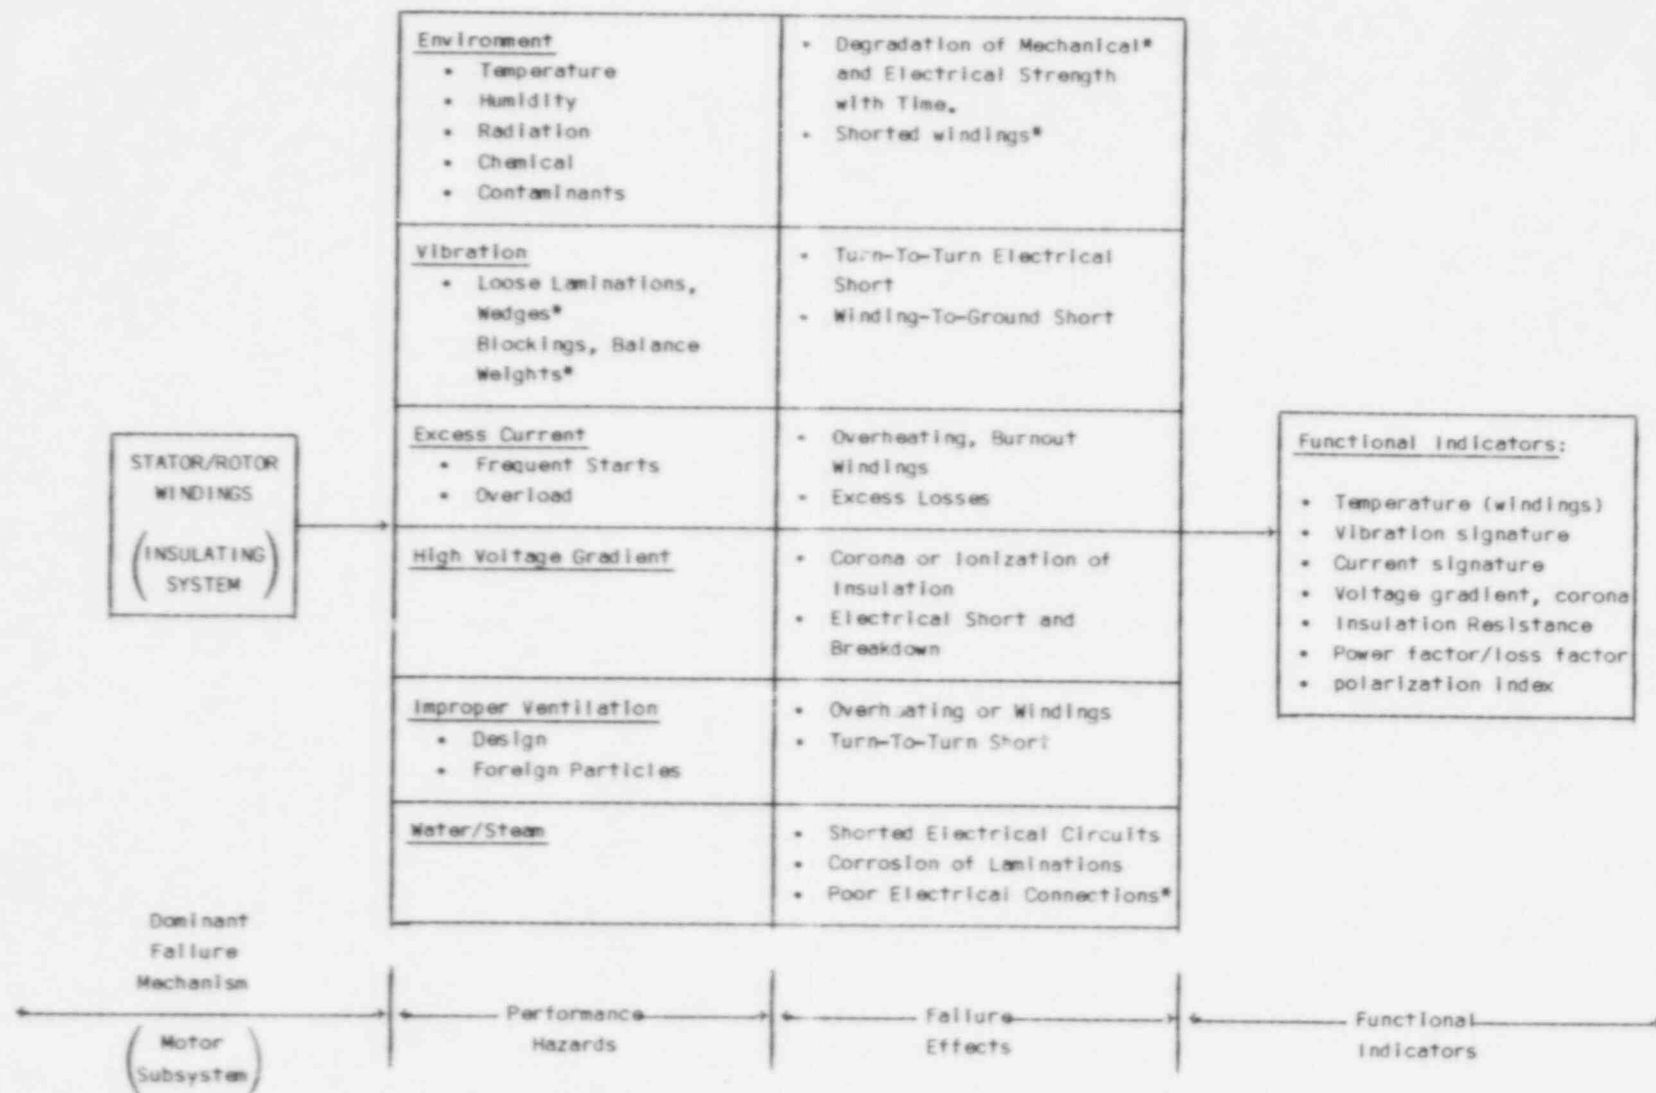 STATOR/ROTOR
WINDINGS
(INSULATING
SYSTEM)
Environment
• Temperature
• Humidity
• Radiation
• Chemical
• Contaminants
• Degradation of Mechanical*
and Electrical Strength
with Time.
• Shorted windings*
Vibration
• Loose Laminations,
Wedges*
Blockings, Balance
Weights*
• Turn-To-Turn Electrical
Short
• Winding-To-Ground Short
Excess Current
• Frequent Starts
• Overload
• Overheating, Burnout
Windings
• Excess Losses
High Voltage Gradient
• Corona or Ionization of
Insulation
• Electrical Short and
Breakdown
Improper Ventilation
• Design
• Foreign Particles
• Overheating or Windings
• Turn-To-Turn Short
Water/Steam
• Shorted Electrical Circuits
• Corrosion of Laminations
• Poor Electrical Connections*
Functional Indicators:
• Temperature (windings)
• Vibration signature
• Current signature
• Voltage gradient, corona
• Insulation Resistance
• Power factor/loss factor
• polarization index
Dominant
Failure
Mechanism
(Motor
Subsystem)
Performance
Hazards
Failure
Effects
Functional
Indicators